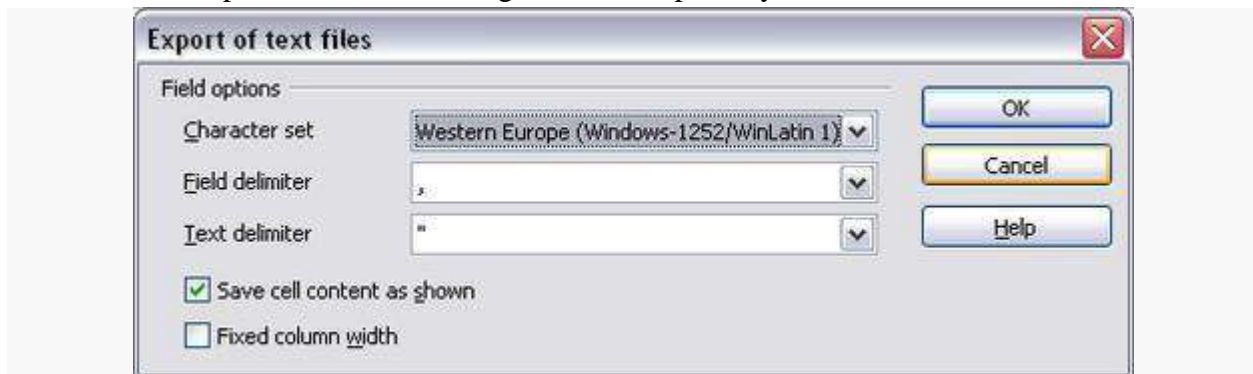 Export of text files
Field options
Character set Western Europe (Windows-1252/WinLatin 1)
Field delimiter ,
Text delimiter "
Save cell content as shown
Fixed column width
OK
Cancel
Help